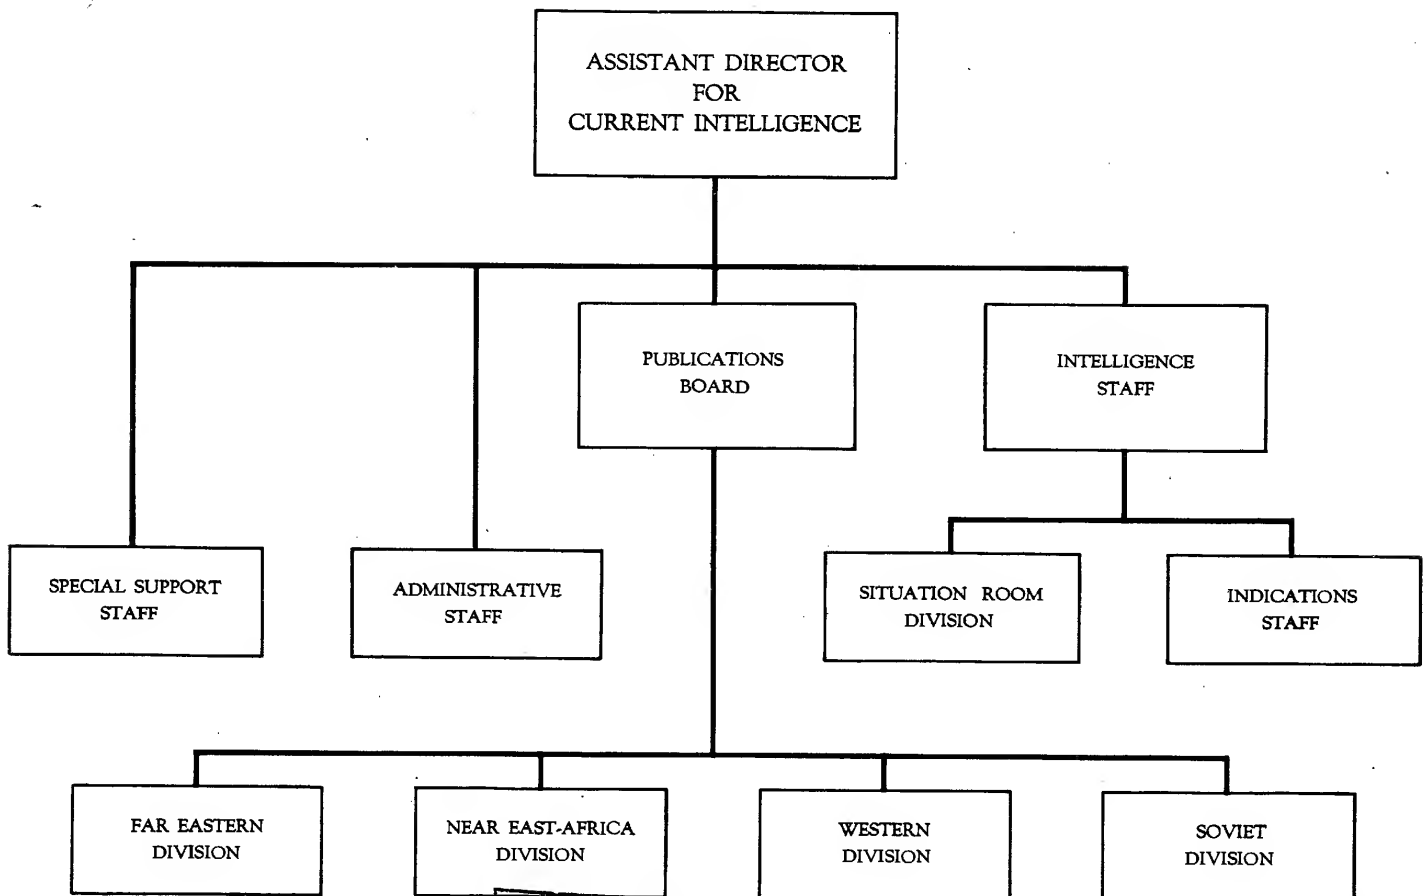 ASSISTANT DIRECTOR
FOR
CURRENT INTELLIGENCE
PUBLICATIONS
BOARD
INTELLIGENCE
STAFF
SPECIAL SUPPORT
STAFF
ADMINISTRATIVE
STAFF
SITUATION ROOM
DIVISION
INDICATIONS
STAFF
FAR EASTERN
DIVISION
NEAR EAST-AFRICA
DIVISION
WESTERN
DIVISION
SOVIET
DIVISION